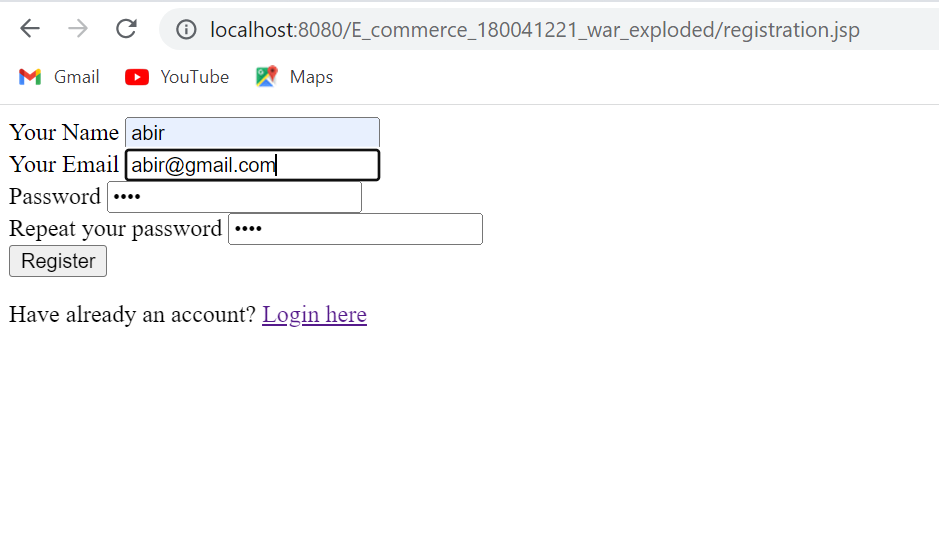 localhost:8080/E_commerce_180041221_war_exploded/registration.jsp
Gmail YouTube Maps
Your Name abir
Your Email abir@gmail.com
Password ••••
Repeat your password ••••
Register
Have already an account? Login here